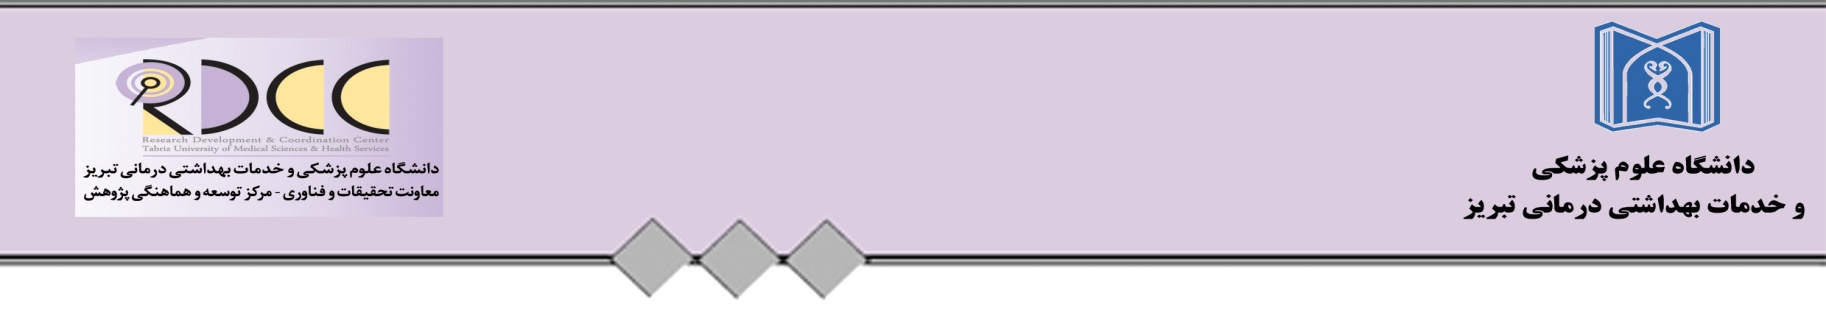 دانشگاه علوم پزشکی
و خدمات بهداشتی درمانی تبریز
RDCC
Research Development & Coordination Center
Tabriz University of Medical Sciences & Health Services
دانشگاه علوم پزشکی و خدمات بهداشتی درمانی تبریز
معاونت تحقیقات و فناوری - مرکز توسعه و هماهنگی پژوهش